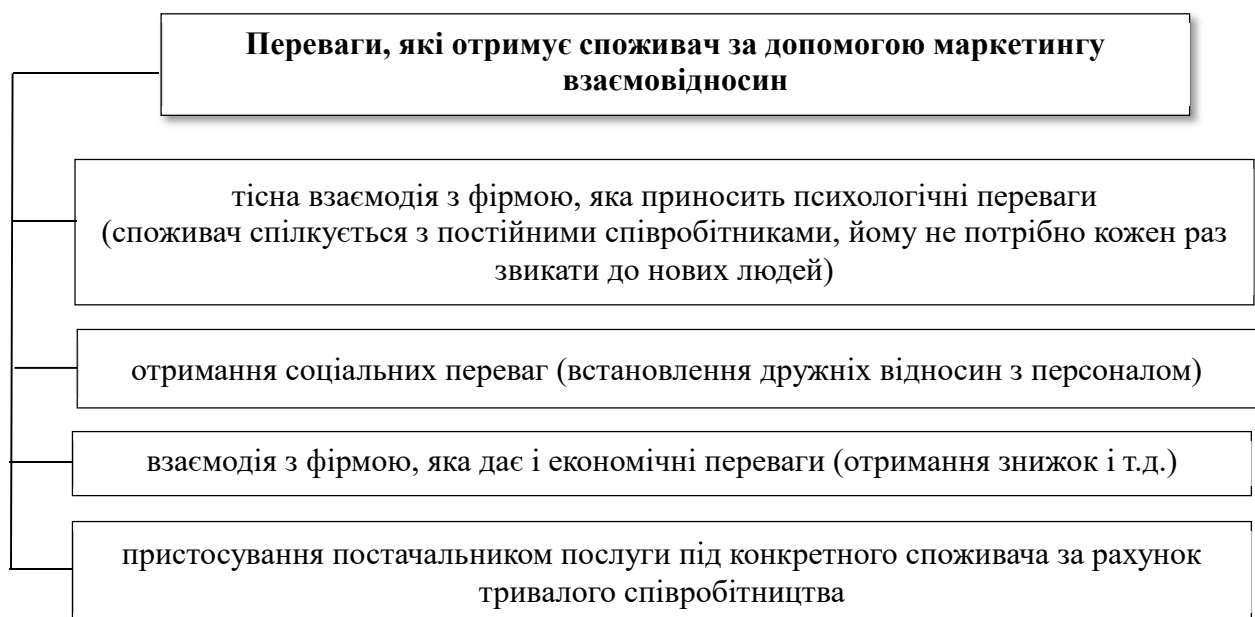 Переваги, які отримує споживач за допомогою маркетингу
взаємовідносин
тісна взаємодія з фірмою, яка приносить психологічні переваги
(споживач спілкується з постійними співробітниками, йому не потрібно кожен раз
звикати до нових людей)
отримання соціальних переваг (встановлення дружніх відносин з персоналом)
взаємодія з фірмою, яка дає і економічні переваги (отримання знижок і т.д.)
пристосування постачальником послуги під конкретного споживача за рахунок
тривалого співробітництва